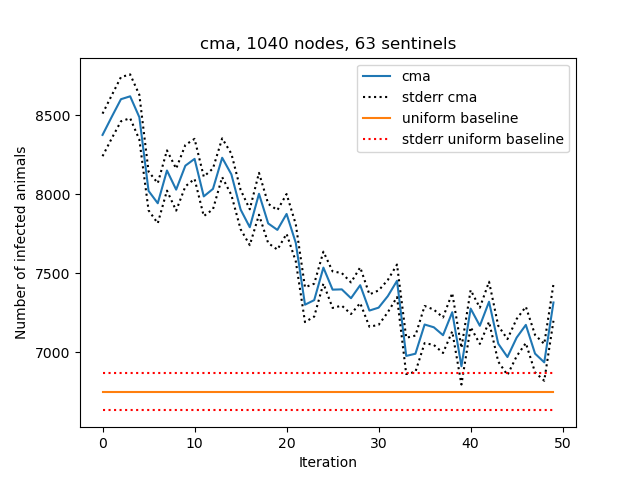 cma, 1040 nodes, 63 sentinels
cma
stderr cma
uniform baseline
stderr uniform baseline
Number of infected animals
8500
8000
7500
7000
0 10 20 30 40 50
Iteration